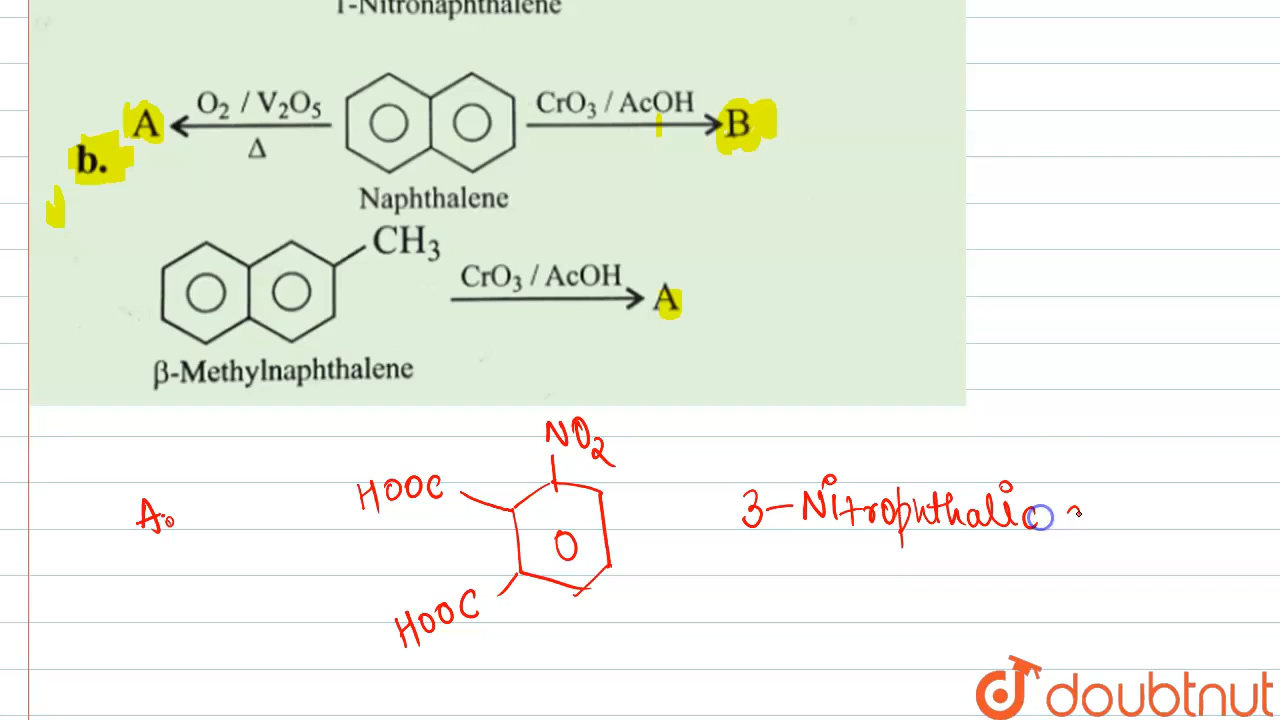 1-Nitronaphthalene
b. A O₂ / V₂O₅ Δ CrO₃ / AcOH B
Naphthalene
CH₃
CrO₃ / AcOH A
β-Methylnaphthalene
NO₂
HOOC
A. 3-Nitrophthalic
HOOC
doubtnut